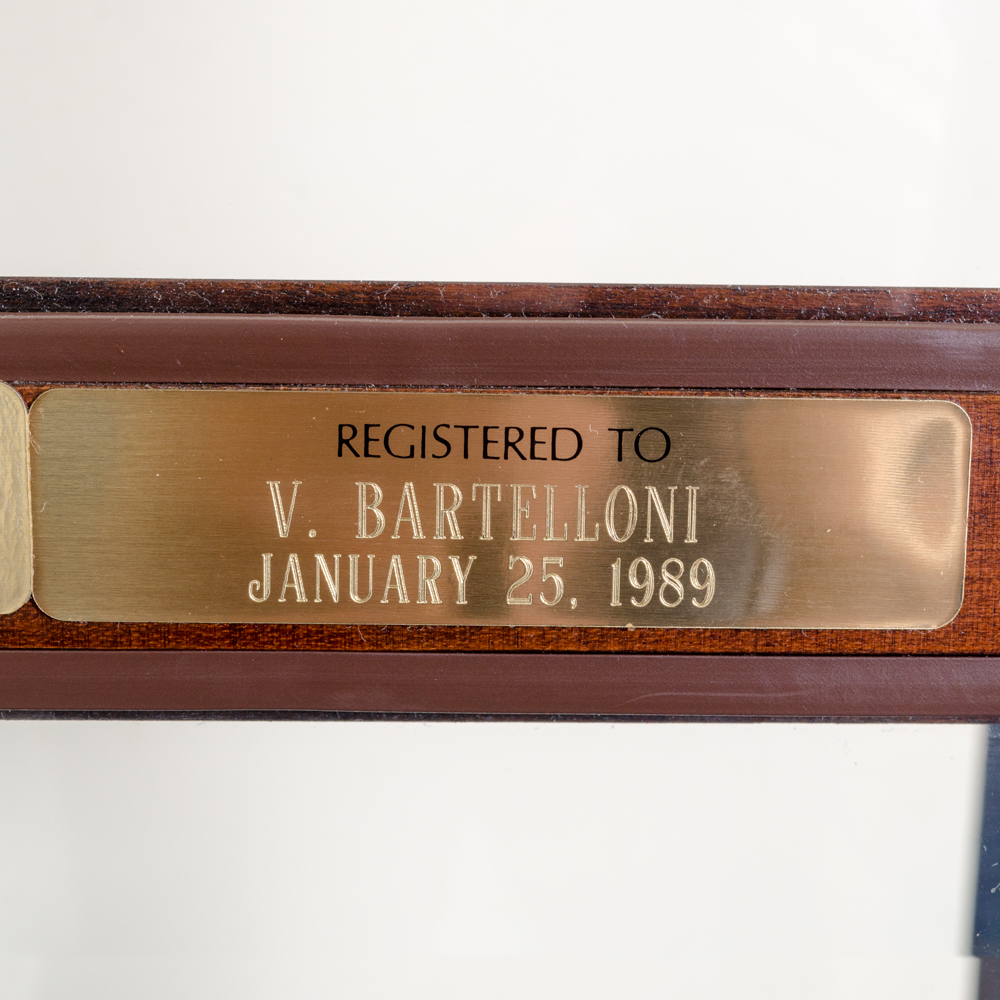 REGISTERED TO
V. BARTELLONI
JANUARY 25, 1989